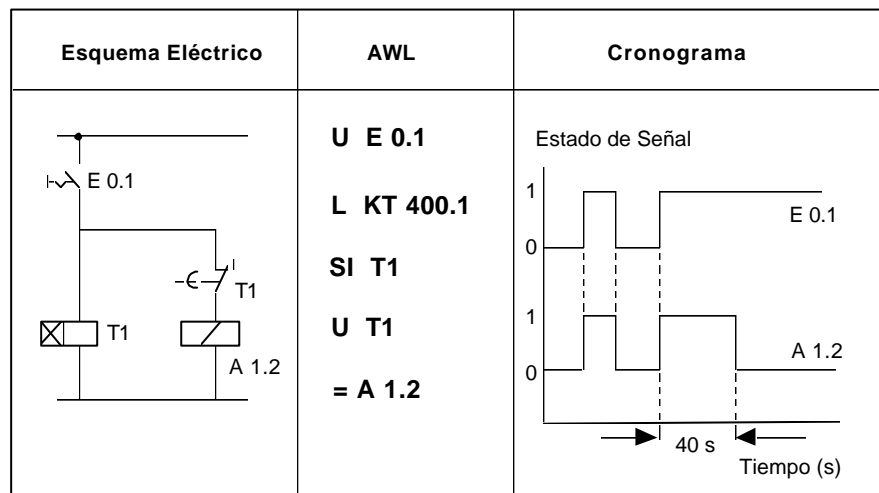 Esquema Eléctrico
AWL
Cronograma
E 0.1
T1
T1
A 1.2
U E 0.1
L KT 400.1
SI T1
U T1
= A 1.2
Estado de Señal
1
0
E 0.1
1
0
A 1.2
40 s
Tiempo (s)